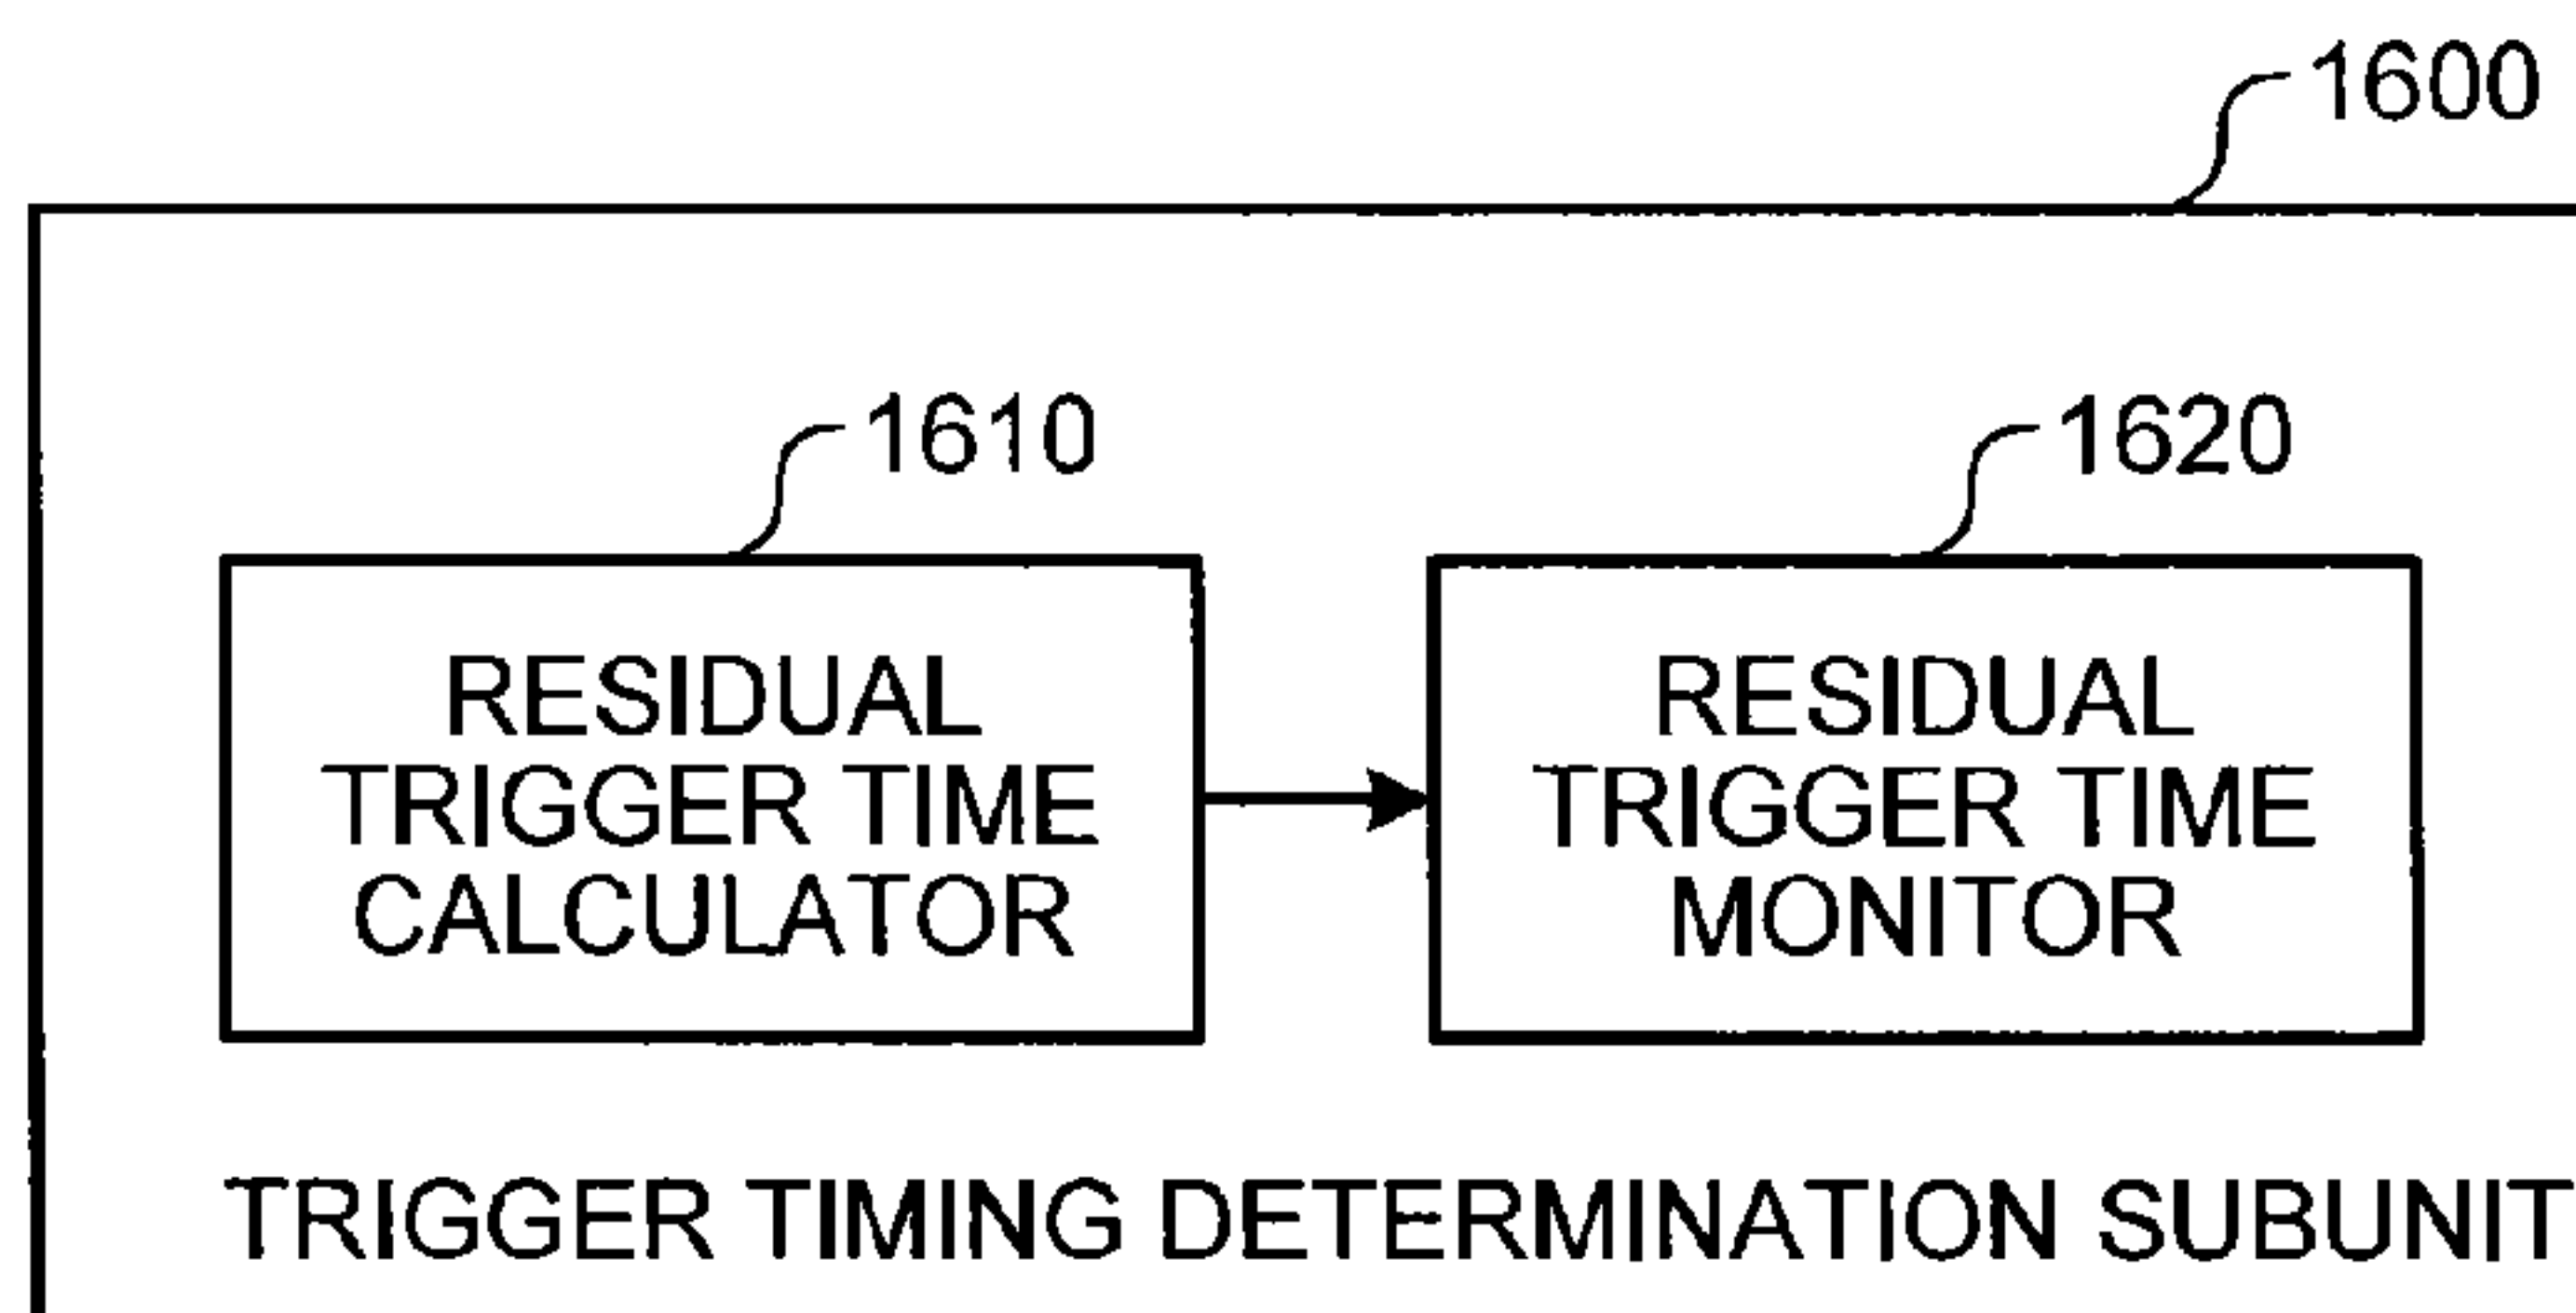 1600
1610
1620
RESIDUAL
TRIGGER TIME
CALCULATOR
RESIDUAL
TRIGGER TIME
MONITOR
TRIGGER TIMING DETERMINATION SUBUNIT